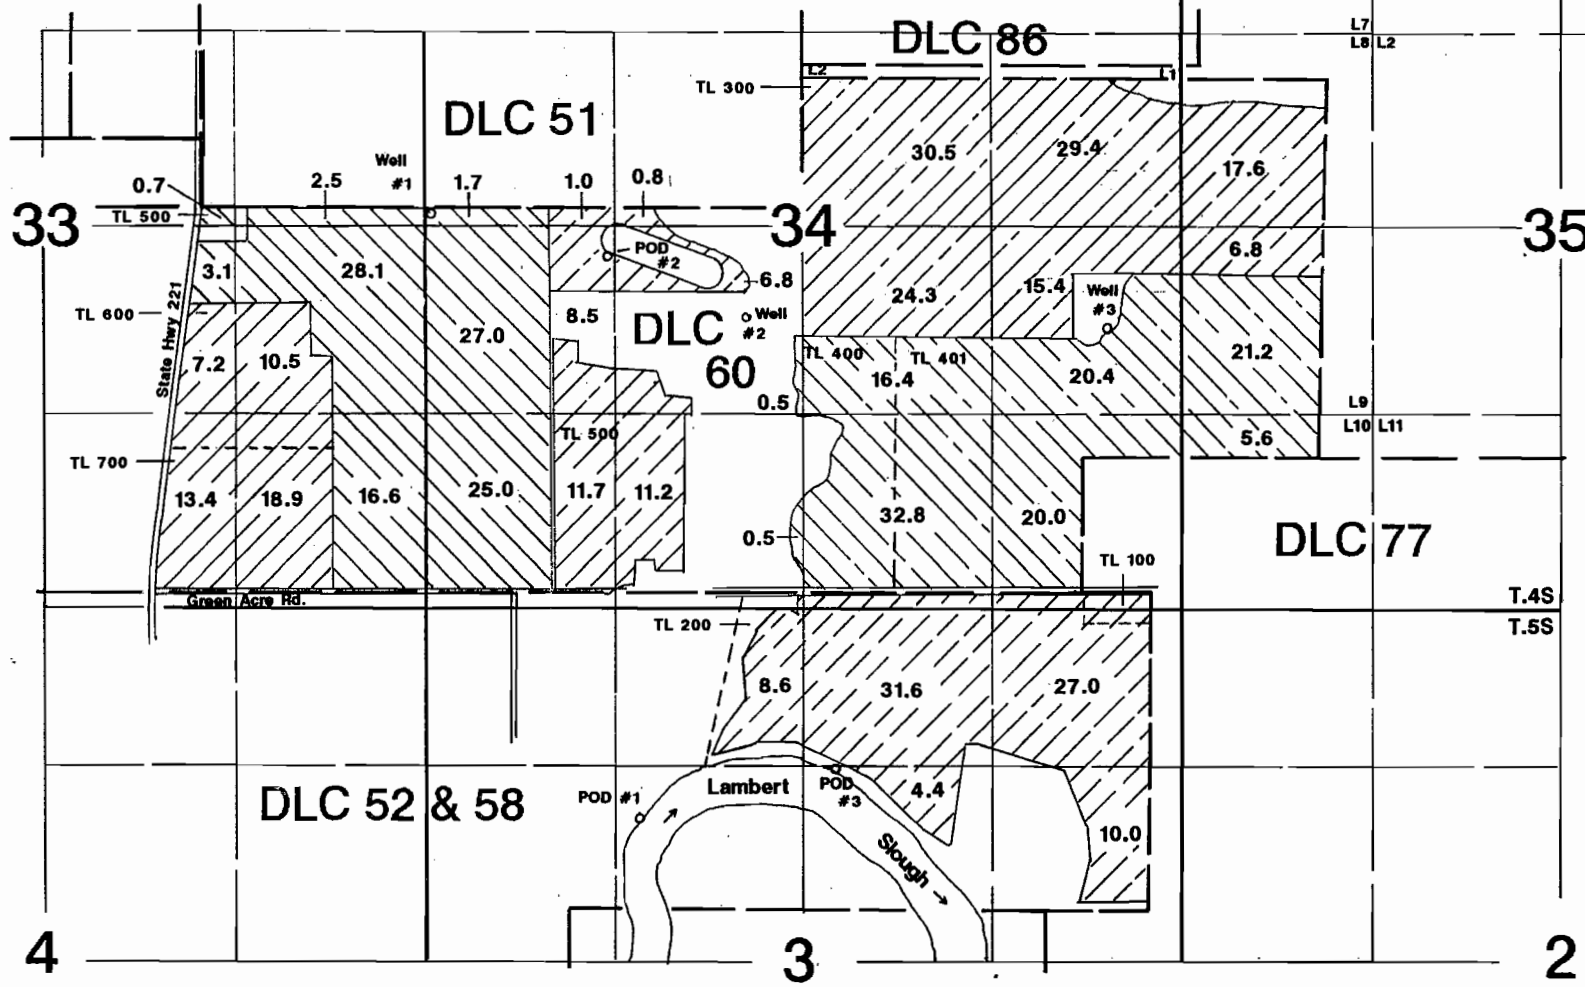 L7
L8 L2
DLC 86
L2
L1
TL 300
DLC 51
30.5
29.4
17.6
Well
#1
0.7
2.5
1.7
1.0
0.8
TL 500
33
34
35
6.8
POD
#2
3.1
28.1
6.8
24.3
15.4
Well
#3
TL 600
State Hwy 221
8.5
DLC
60
Well
#2
27.0
21.2
7.2
10.5
TL 400
TL 401
16.4
20.4
0.5
L9
L10 L11
TL 500
5.6
TL 700
13.4
18.9
16.6
25.0
11.7
11.2
32.8
20.0
0.5
DLC 77
TL 100
Green Acre Rd.
T.4S
T.5S
TL 200
8.6
31.6
27.0
Lambert
POD
#3
4.4
POD #1
DLC 52 & 58
10.0
Slough
4
3
2